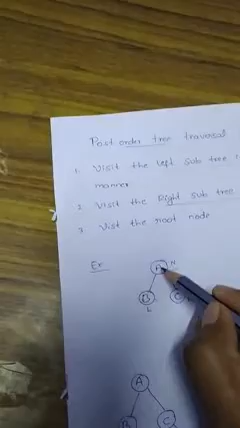 Post order tree traversal
1. Visit the left sub tree
manner
2. Visit the Right sub tree
3. Vist the root node
Ex
A N
B C
L
A
B C